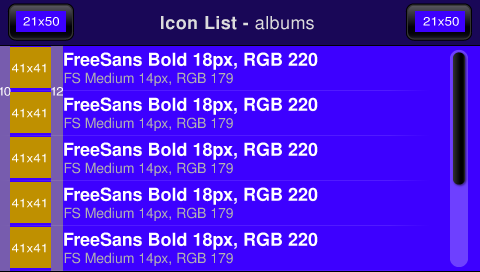 21x50
Icon List - albums
21x50
41x41
FreeSans Bold 18px, RGB 220
FS Medium 14px, RGB 179
10
12
41x41
FreeSans Bold 18px, RGB 220
FS Medium 14px, RGB 179
41x41
FreeSans Bold 18px, RGB 220
FS Medium 14px, RGB 179
41x41
FreeSans Bold 18px, RGB 220
FS Medium 14px, RGB 179
41x41
FreeSans Bold 18px, RGB 220
FS Medium 14px, RGB 179